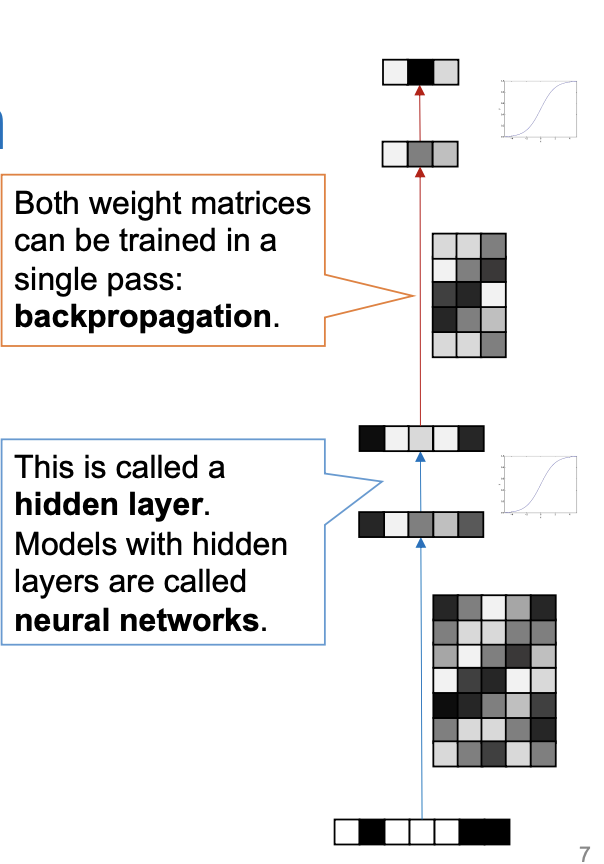 Both weight matrices
can be trained in a
single pass:
backpropagation.
This is called a
hidden layer.
Models with hidden
layers are called
neural networks.
7